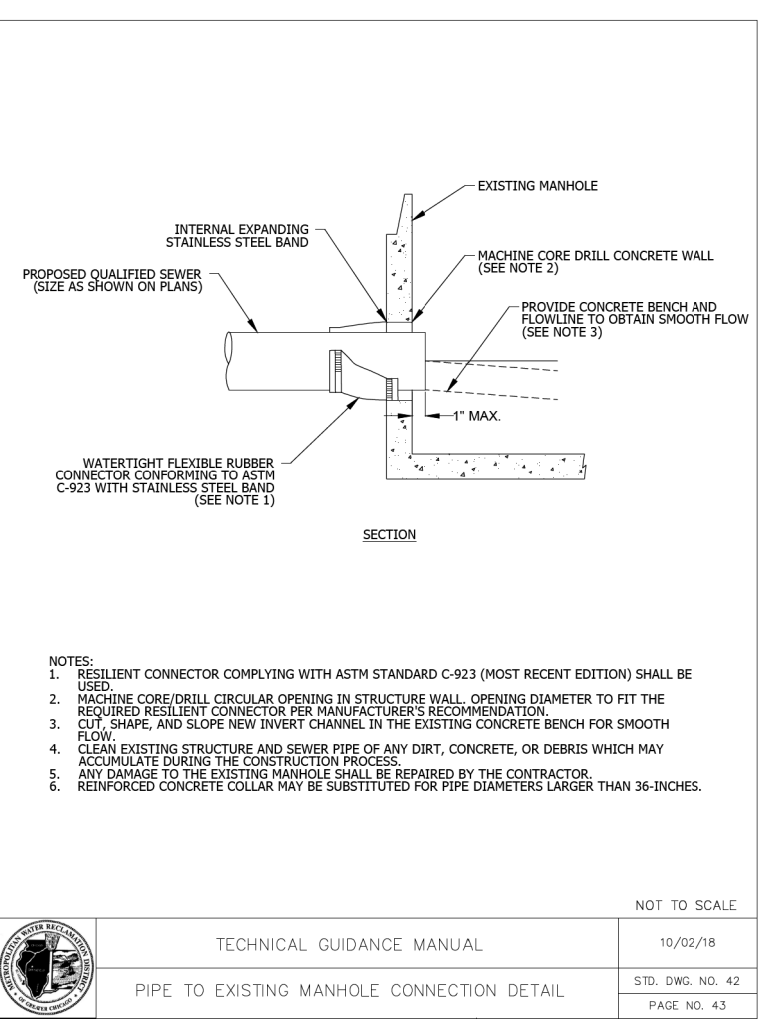 EXISTING MANHOLE
INTERNAL EXPANDING
STAINLESS STEEL BAND
MACHINE CORE DRILL CONCRETE WALL
(SEE NOTE 2)
PROPOSED QUALIFIED SEWER
(SIZE AS SHOWN ON PLANS)
PROVIDE CONCRETE BENCH AND
FLOWLINE TO OBTAIN SMOOTH FLOW
(SEE NOTE 3)
1" MAX.
WATERTIGHT FLEXIBLE RUBBER
CONNECTOR CONFORMING TO ASTM
C-923 WITH STAINLESS STEEL BAND
(SEE NOTE 1)
SECTION
NOTES:
1. RESILIENT CONNECTOR COMPLYING WITH ASTM STANDARD C-923 (MOST RECENT EDITION) SHALL BE
USED.
2. MACHINE CORE/DRILL CIRCULAR OPENING IN STRUCTURE WALL. OPENING DIAMETER TO FIT THE
REQUIRED RESILIENT CONNECTOR PER MANUFACTURER'S RECOMMENDATION.
3. CUT, SHAPE, AND SLOPE NEW INVERT CHANNEL IN THE EXISTING CONCRETE BENCH FOR SMOOTH
FLOW.
4. CLEAN EXISTING STRUCTURE AND SEWER PIPE OF ANY DIRT, CONCRETE, OR DEBRIS WHICH MAY
ACCUMULATE DURING THE CONSTRUCTION PROCESS.
5. ANY DAMAGE TO THE EXISTING MANHOLE SHALL BE REPAIRED BY THE CONTRACTOR.
6. REINFORCED CONCRETE COLLAR MAY BE SUBSTITUTED FOR PIPE DIAMETERS LARGER THAN 36-INCHES.
NOT TO SCALE
METROPOLITAN WATER RECLAMATION DISTRICT
OF GREATER CHICAGO
TECHNICAL GUIDANCE MANUAL
10/02/18
PIPE TO EXISTING MANHOLE CONNECTION DETAIL
STD. DWG. NO. 42
PAGE NO. 43